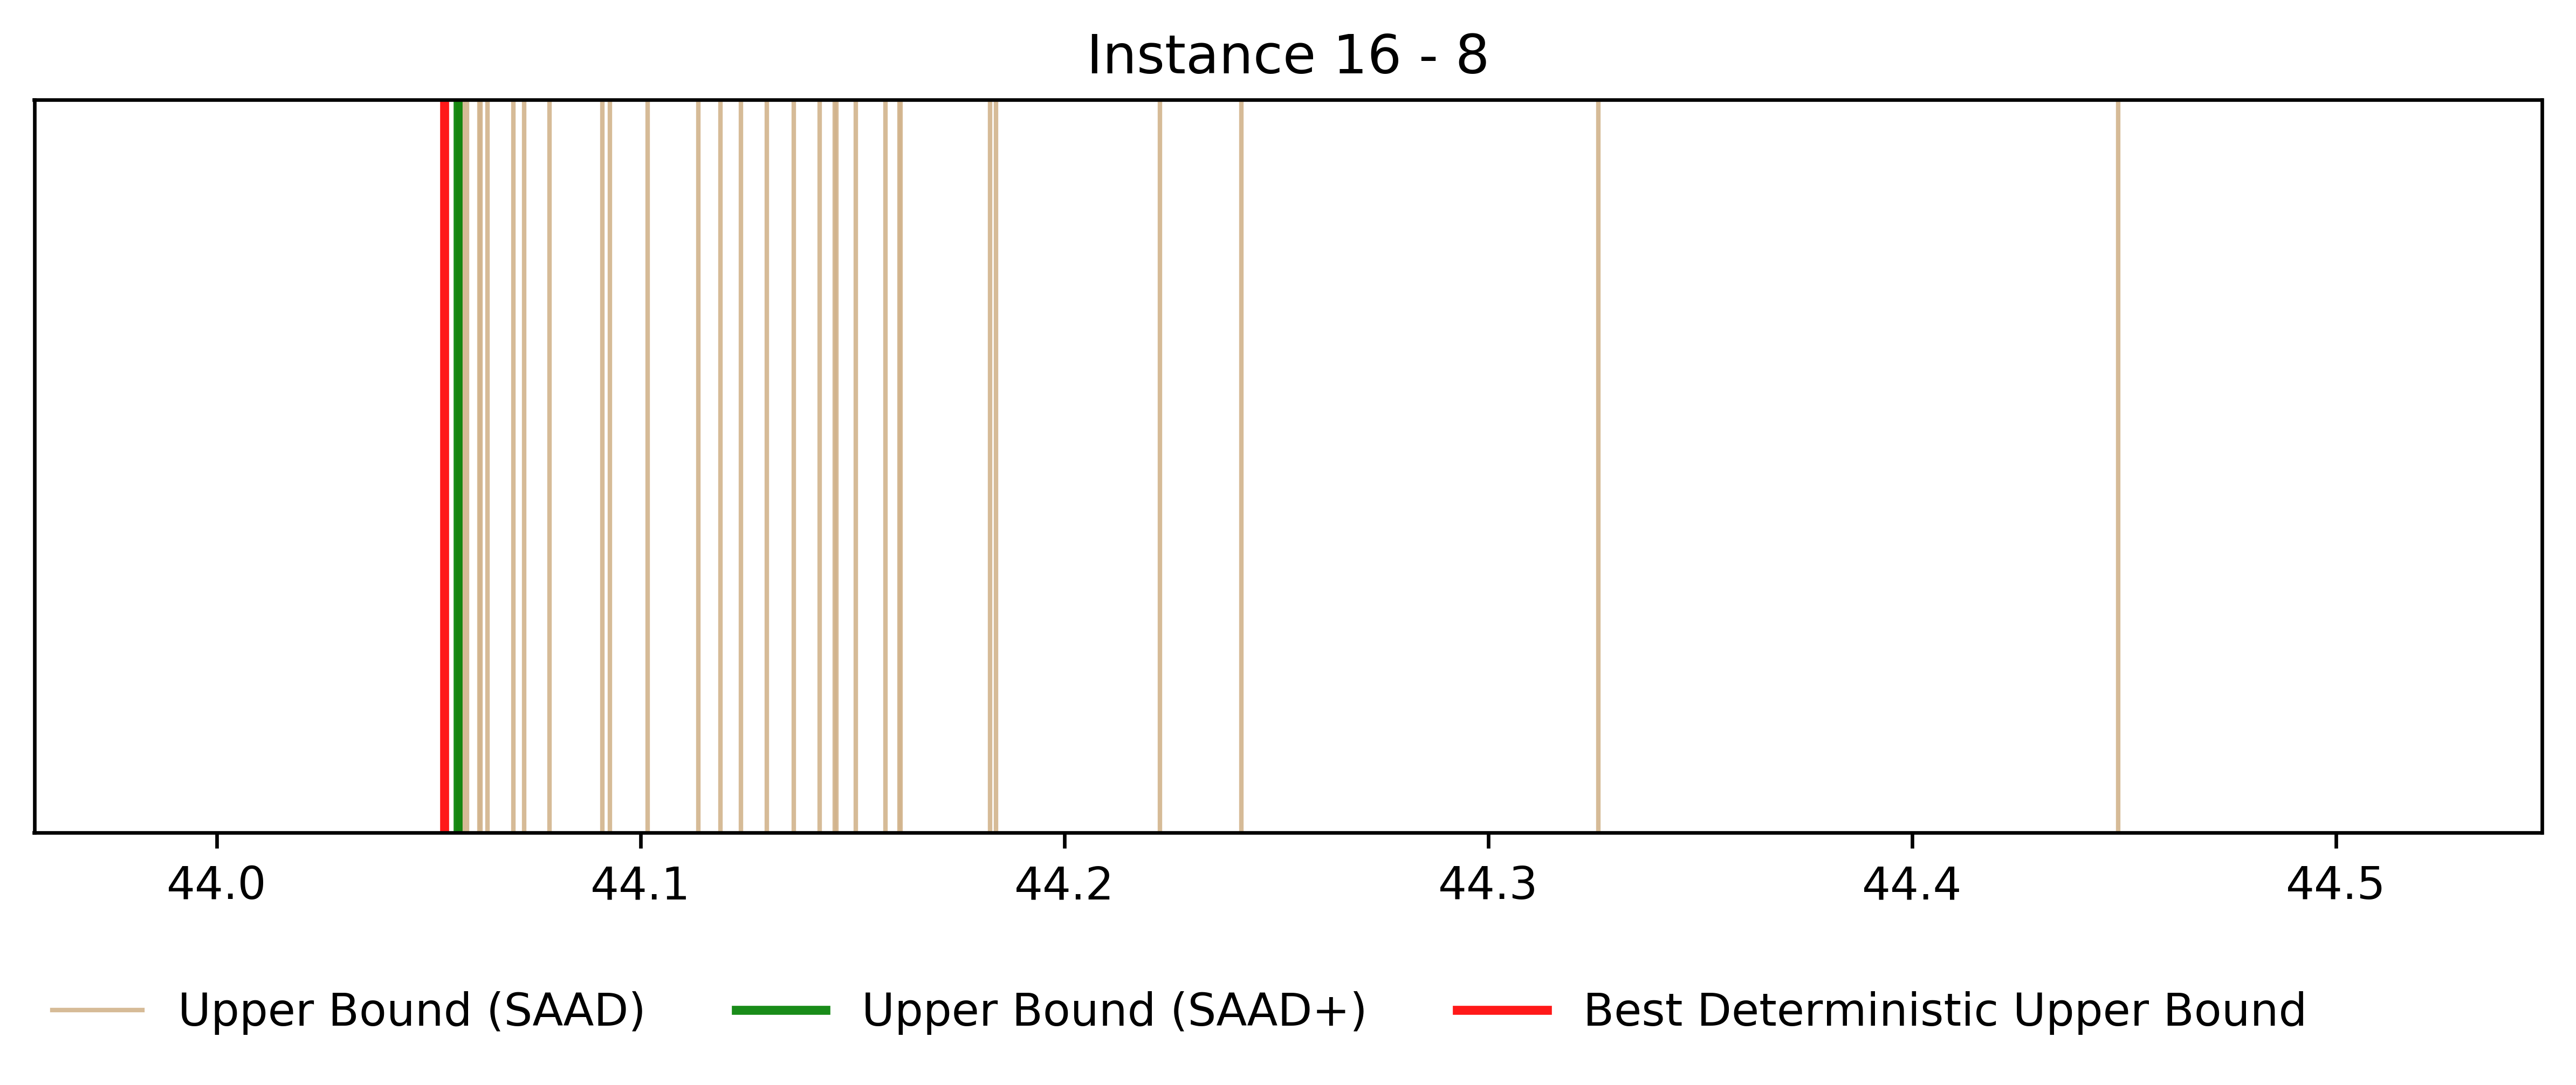 Instance 16 - 8
44.0 44.1 44.2 44.3 44.4 44.5
Upper Bound (SAAD) Upper Bound (SAAD+) Best Deterministic Upper Bound